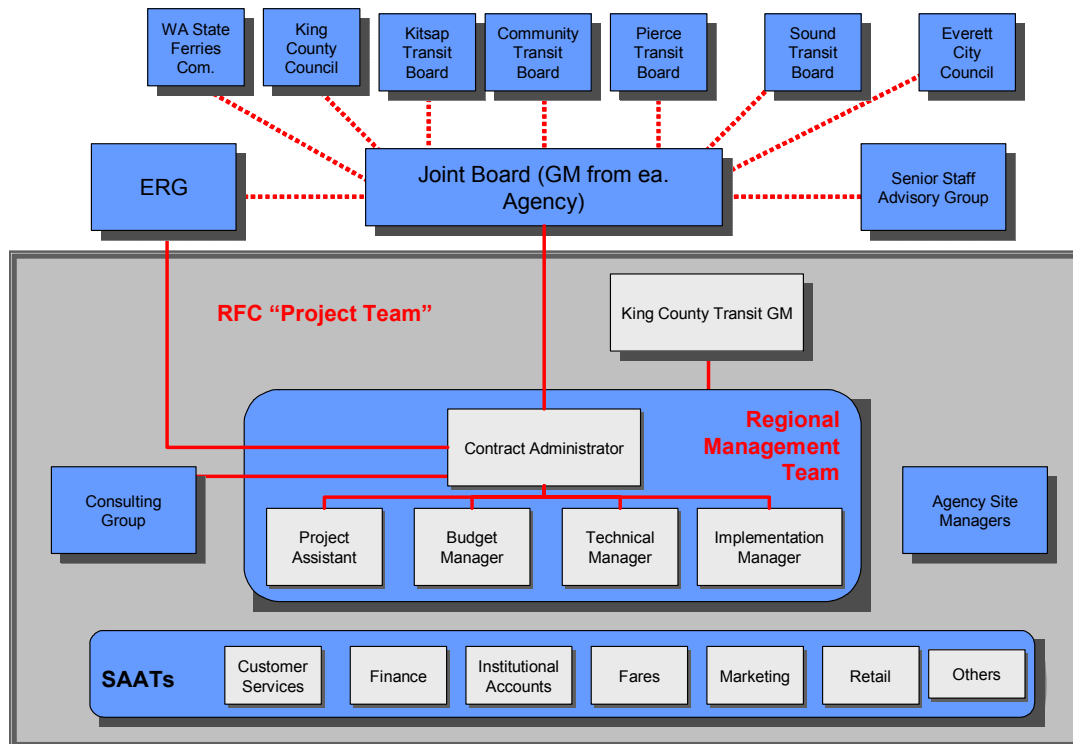 WA State
Ferries
Com.
King
County
Council
Kitsap
Transit
Board
Community
Transit Board
Pierce
Transit
Board
Sound
Transit
Board
Everett
City
Council
ERG
Joint Board (GM from ea.
Agency)
Senior Staff
Advisory Group
RFC “Project Team”
King County Transit GM
Regional
Management
Team
Contract Administrator
Consulting
Group
Agency Site
Managers
Project
Assistant
Budget
Manager
Technical
Manager
Implementation
Manager
SAATs
Customer
Services
Finance
Institutional
Accounts
Fares
Marketing
Retail
Others